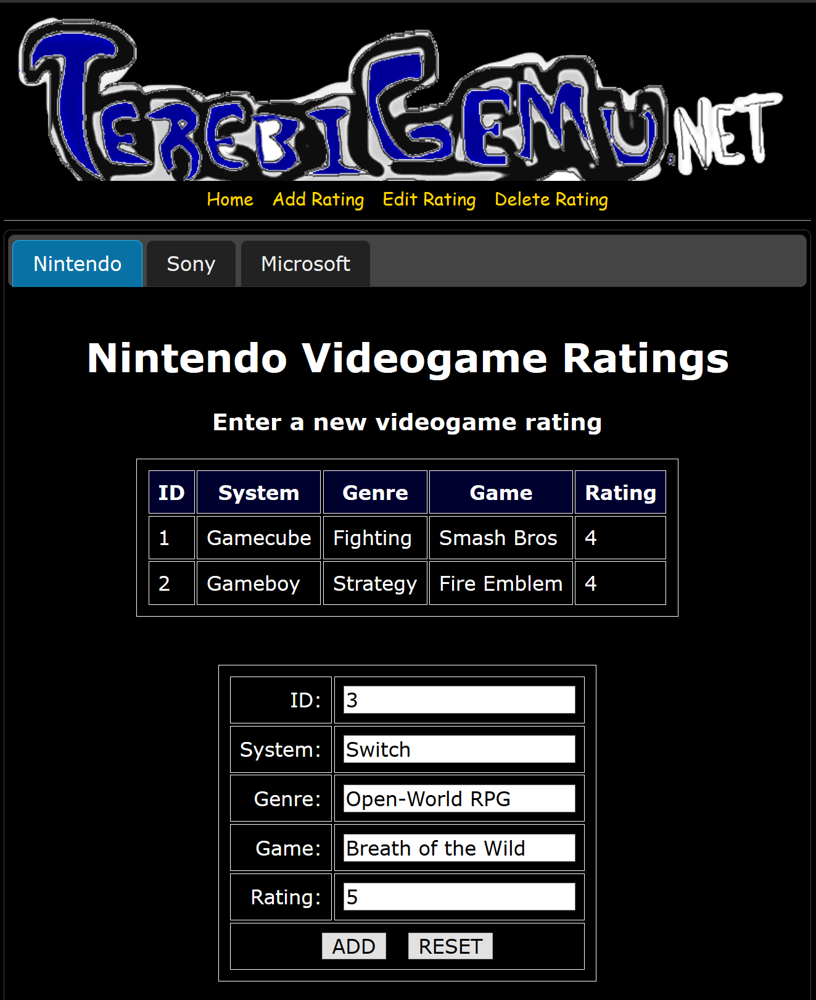 TEREBIGEMU.NET
Home Add Rating Edit Rating Delete Rating
Nintendo Sony Microsoft
Nintendo Videogame Ratings
Enter a new videogame rating
ID System Genre Game Rating
1 Gamecube Fighting Smash Bros 4
2 Gameboy Strategy Fire Emblem 4
ID: 3
System: Switch
Genre: Open-World RPG
Game: Breath of the Wild
Rating: 5
ADD RESET